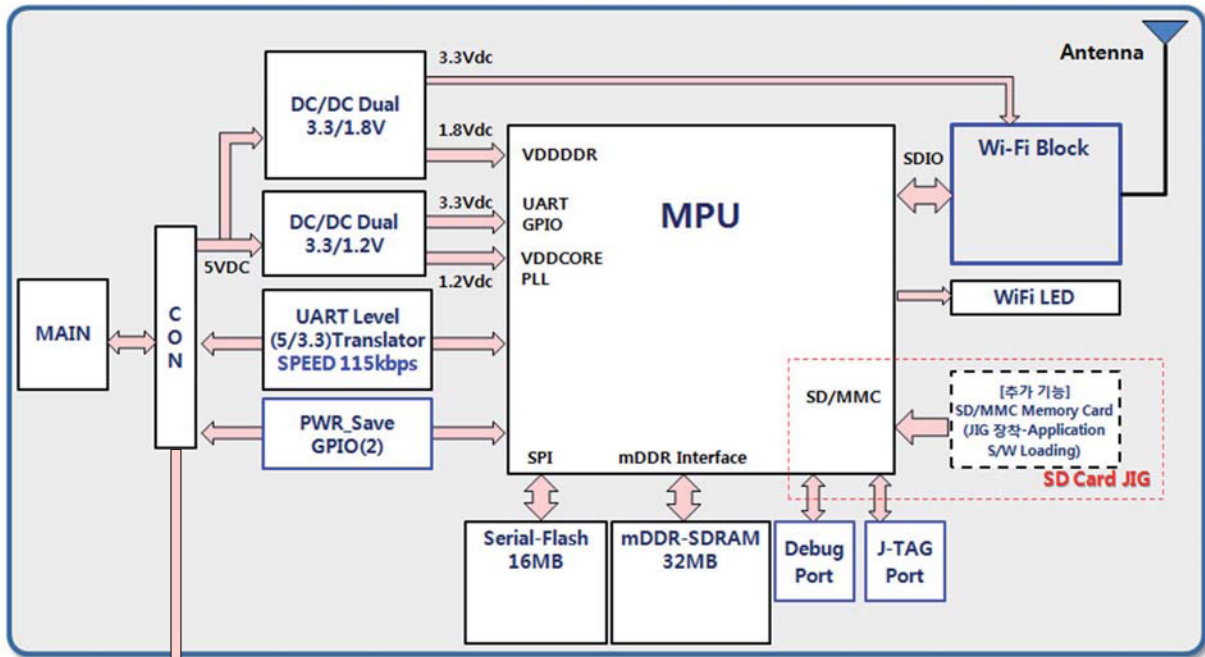 3.3Vdc
Antenna
DC/DC Dual
3.3/1.8V
1.8Vdc
VDDDDR
SDIO
Wi-Fi Block
MPU
3.3Vdc
UART
GPIO
DC/DC Dual
3.3/1.2V
5VDC
VDDCORE
PLL
1.2Vdc
MAIN
C
O
N
UART Level
(5/3.3)Translator
SPEED 115kbps
WiFi LED
SD/MMC
[추가 기능]
SD/MMC Memory Card
(JIG 장착-Application
S/W Loading)
SD Card JIG
PWR_Save
GPIO(2)
SPI
mDDR Interface
Serial-Flash
16MB
mDDR-SDRAM
32MB
Debug
Port
J-TAG
Port